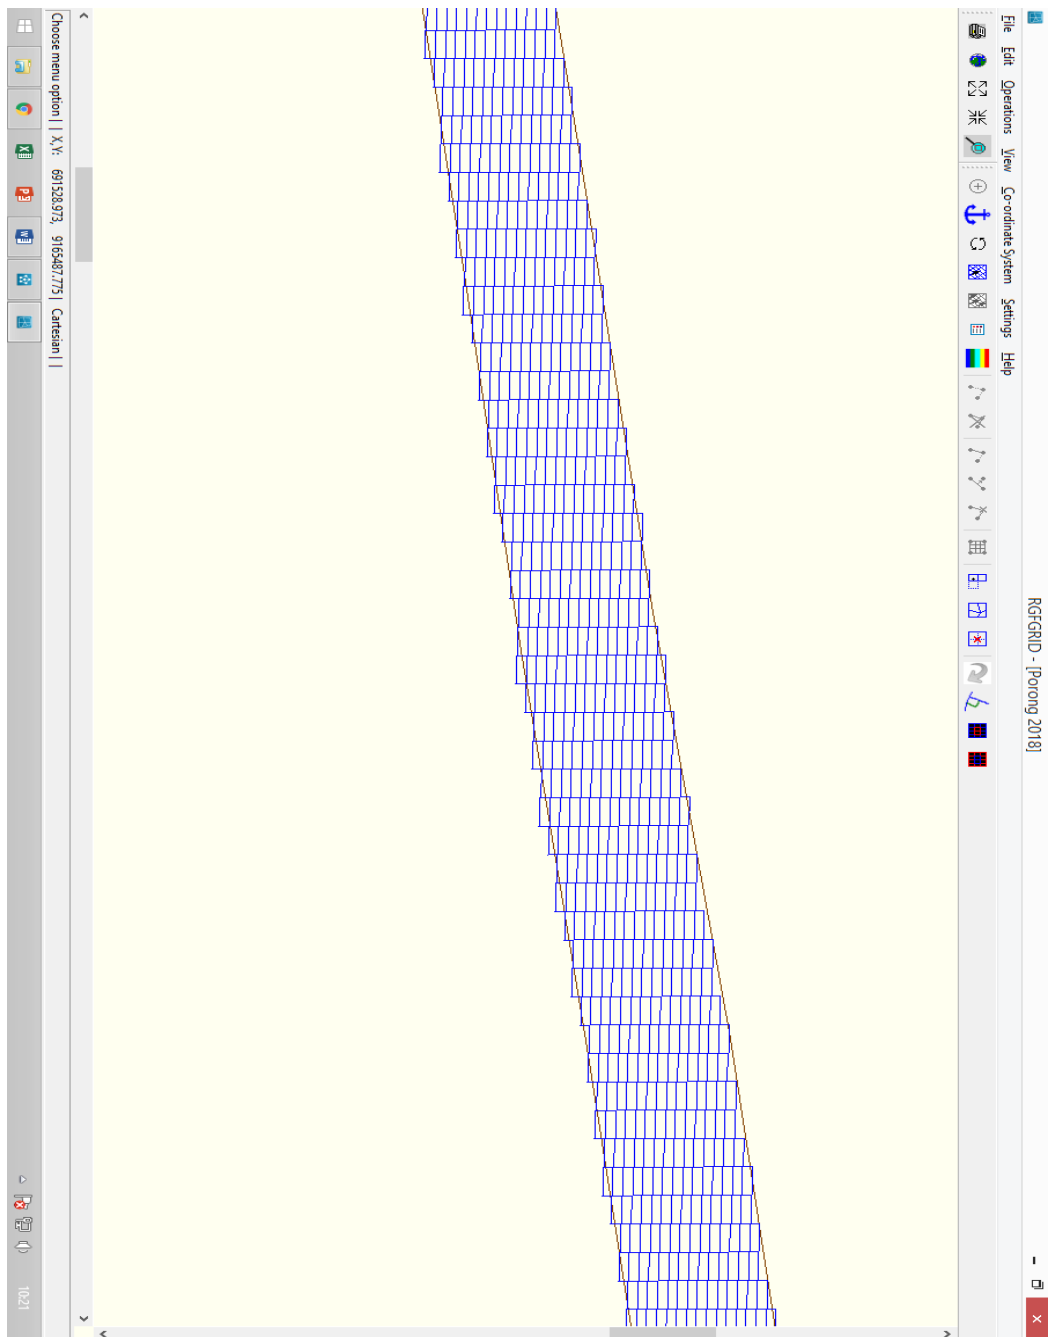 RGFGRID - [Porong 2018]
File Edit Operations View Co-ordinate System Settings Help
Choose menu option | | X,Y: 691528.973, 9165487.775 | Cartesian | |
10:21